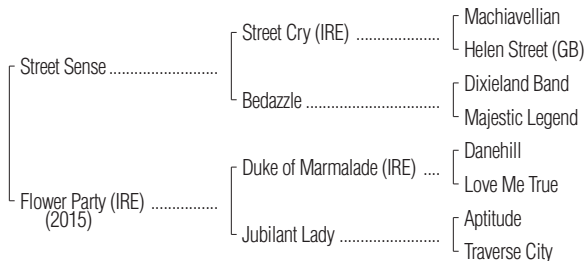 Machiavellian
Street Cry (IRE) ....................
Helen Street (GB)
Street Sense ..........................
Dixieland Band
Bedazzle ................................
Majestic Legend
Danehill
Duke of Marmalade (IRE) ....
Love Me True
Flower Party (IRE) ................
(2015)
Aptitude
Jubilant Lady ........................
Traverse City